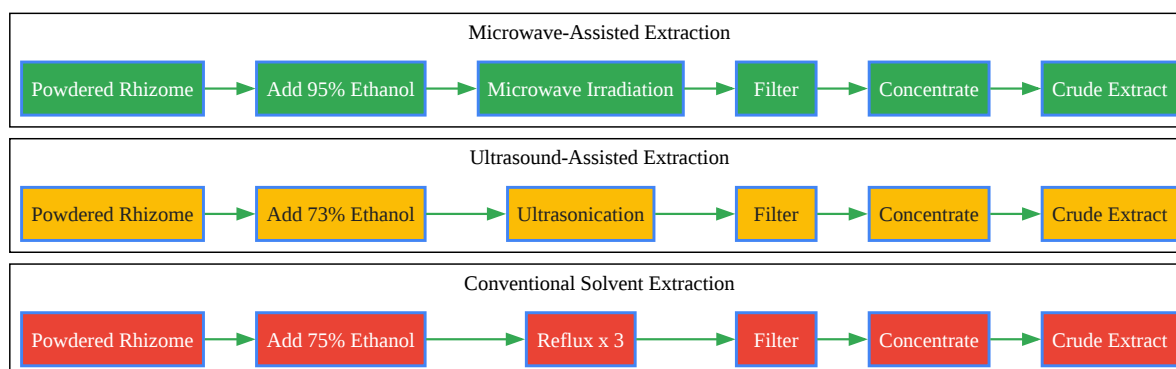 Microwave-Assisted Extraction
Powdered Rhizome
Add 95% Ethanol
Microwave Irradiation
Filter
Concentrate
Crude Extract
Ultrasound-Assisted Extraction
Powdered Rhizome
Add 73% Ethanol
Ultrasonication
Filter
Concentrate
Crude Extract
Conventional Solvent Extraction
Powdered Rhizome
Add 75% Ethanol
Reflux x 3
Filter
Concentrate
Crude Extract